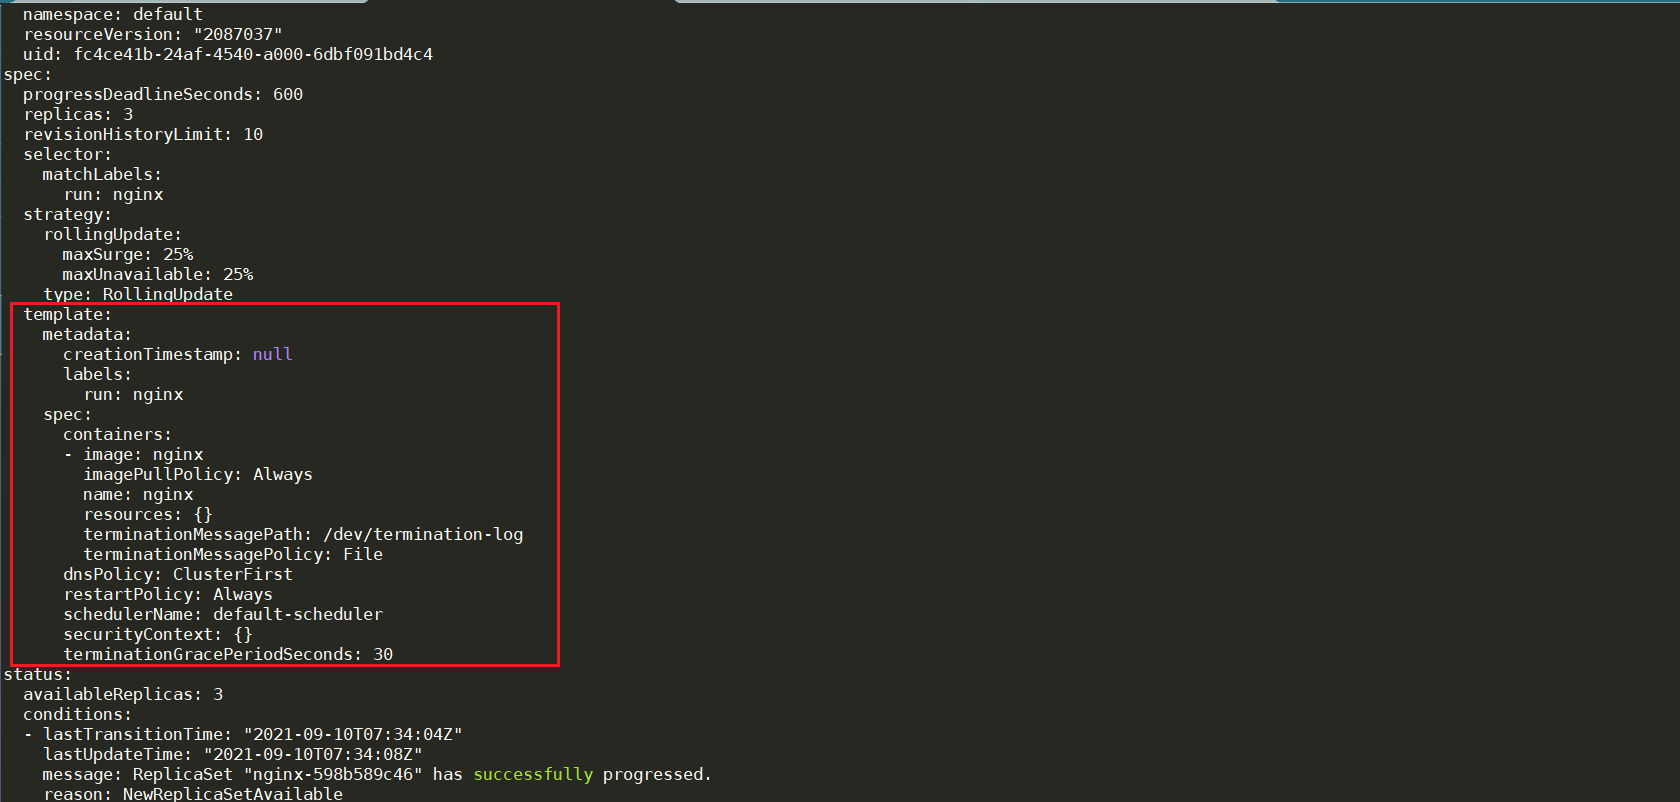 namespace: default
  resourceVersion: "2087037"
  uid: fc4ce41b-24af-4540-a000-6dbf091bd4c4
spec:
  progressDeadlineSeconds: 600
  replicas: 3
  revisionHistoryLimit: 10
  selector:
    matchLabels:
      run: nginx
  strategy:
    rollingUpdate:
      maxSurge: 25%
      maxUnavailable: 25%
    type: RollingUpdate
  template:
    metadata:
      creationTimestamp: null
      labels:
        run: nginx
    spec:
      containers:
      - image: nginx
        imagePullPolicy: Always
        name: nginx
        resources: {}
        terminationMessagePath: /dev/termination-log
        terminationMessagePolicy: File
      dnsPolicy: ClusterFirst
      restartPolicy: Always
      schedulerName: default-scheduler
      securityContext: {}
      terminationGracePeriodSeconds: 30
status:
  availableReplicas: 3
  conditions:
  - lastTransitionTime: "2021-09-10T07:34:04Z"
    lastUpdateTime: "2021-09-10T07:34:08Z"
    message: ReplicaSet "nginx-598b589c46" has successfully progressed.
    reason: NewReplicaSetAvailable